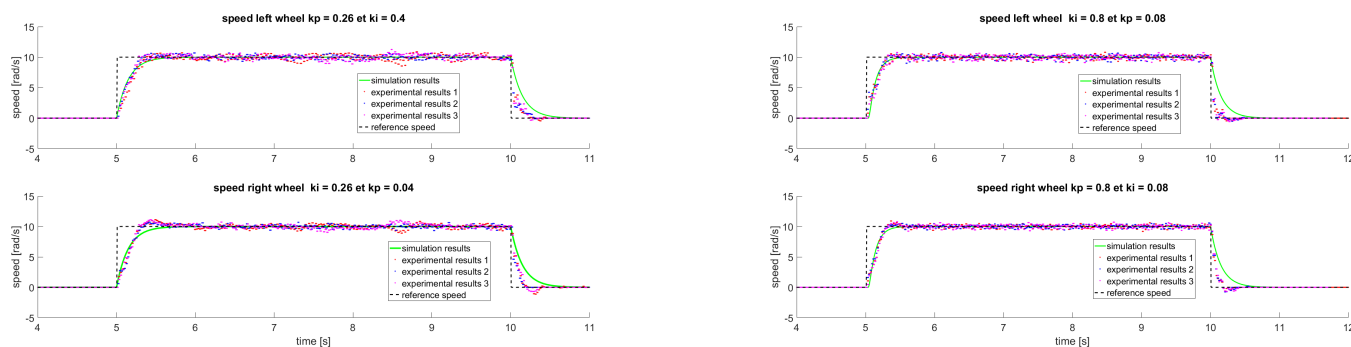 speed left wheel kp = 0.26 et ki = 0.4
15
10
5
0
-5
speed [rad/s]
simulation results
experimental results 1
experimental results 2
experimental results 3
reference speed
4 5 6 7 8 9 10 11
speed right wheel ki = 0.26 et kp = 0.04
15
10
5
0
-5
speed [rad/s]
simulation results
experimental results 1
experimental results 2
experimental results 3
reference speed
4 5 6 7 8 9 10 11
time [s]
speed left wheel ki = 0.8 et kp = 0.08
15
10
5
0
-5
speed [rad/s]
simulation results
experimental results 1
experimental results 2
experimental results 3
reference speed
4 5 6 7 8 9 10 11 12
speed right wheel kp = 0.8 et ki = 0.08
15
10
5
0
-5
speed [rad/s]
simulation results
experimental results 1
experimental results 2
experimental results 3
reference speed
4 5 6 7 8 9 10 11 12
time [s]